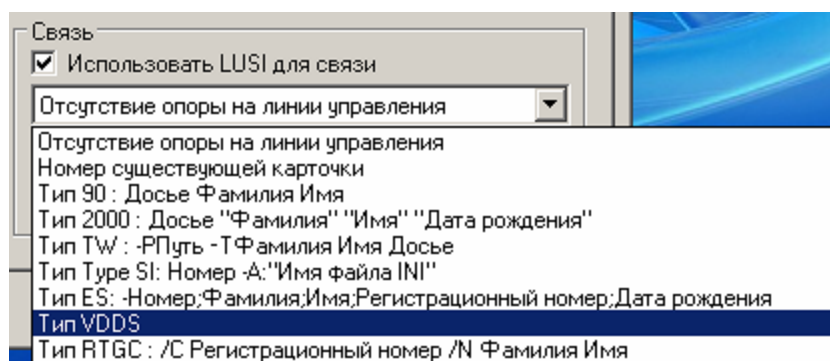 Связь
Использовать LUSI для связи
Отсутствие опоры на линии управления
Отсутствие опоры на линии управления
Номер существующей карточки
Тип 90 : Досье Фамилия Имя
Тип 2000 : Досье "Фамилия" "Имя" "Дата рождения"
Тип TW : -PПуть -TФамилия Имя Досье
Тип Type SI: Номер -A:"Имя файла INI"
Тип ES: -Номер;Фамилия;Имя;Регистрационный номер;Дата рождения
Тип VDDS
Тип RTGC : /C Регистрационный номер /N Фамилия Имя